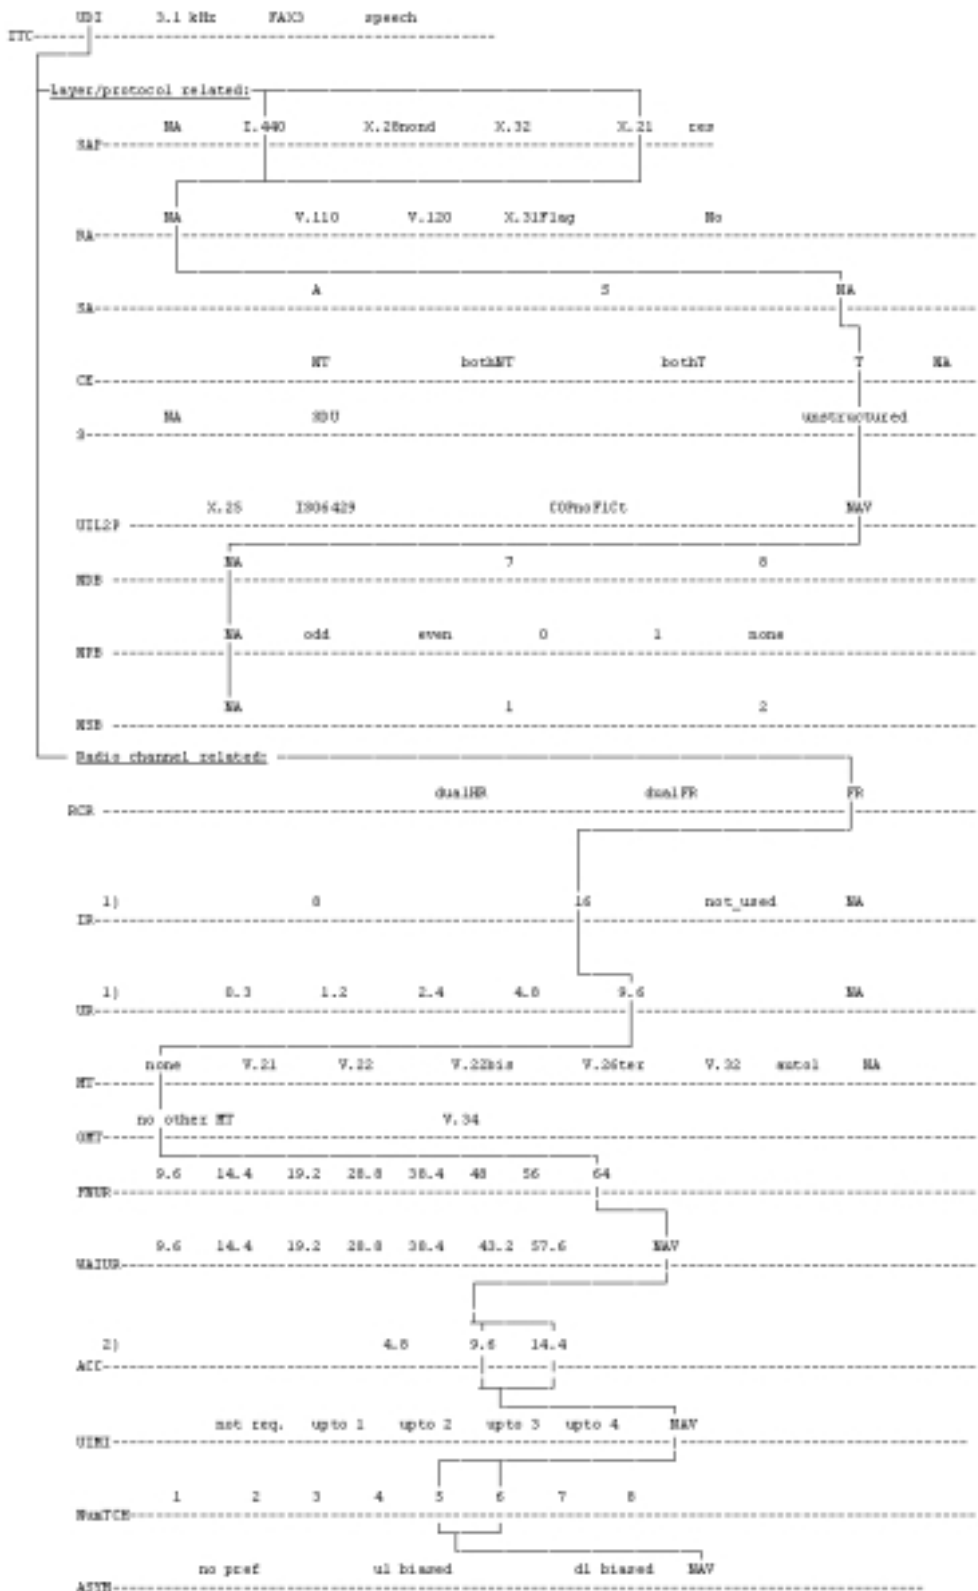 UDI 3.1 kHz FAX3 speech
ITC
Layer/protocol related:
NA I.440 X.28nond X.32 X.21 res
SAP
NA V.110 V.120 X.31Flag No
RA
A S NA
SA
NT bothNT bothT T NA
CE
NA SDU unstructured
S
X.25 ISO6429 COPnoFlCt NAV
UIL2P
NA 7 8
NDB
NA odd even 0 1 none
NPB
NA 1 2
NSB
Radio channel related:
dualHR dualFR FR
RCR
1) 8 16 not_used NA
IR
1) 0.3 1.2 2.4 4.8 9.6 NA
UR
none V.21 V.22 V.22bis V.26ter V.32 auto1 NA
MT
no other MT V.34
OMT
9.6 14.4 19.2 28.8 38.4 48 56 64
FNUR
9.6 14.4 19.2 28.8 38.4 43.2 57.6 NAV
WAIUR
2) 4.8 9.6 14.4
ACC
not req. upto 1 upto 2 upto 3 upto 4 NAV
UIMI
1 2 3 4 5 6 7 8
NumTCH
no pref ul biased dl biased NAV
ASYM